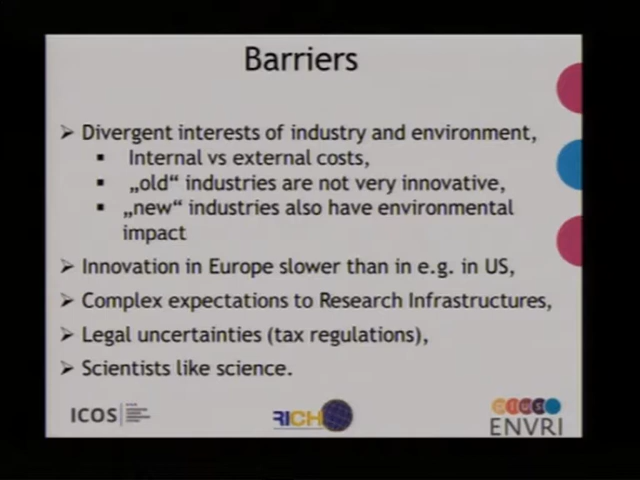 Barriers
➢ Divergent interests of industry and environment,
▪ Internal vs external costs,
▪ „old“ industries are not very innovative,
▪ „new“ industries also have environmental
impact
➢ Innovation in Europe slower than in e.g. in US,
➢ Complex expectations to Research Infrastructures,
➢ Legal uncertainties (tax regulations),
➢ Scientists like science.
ICOS
RICH
plus
ENVRI